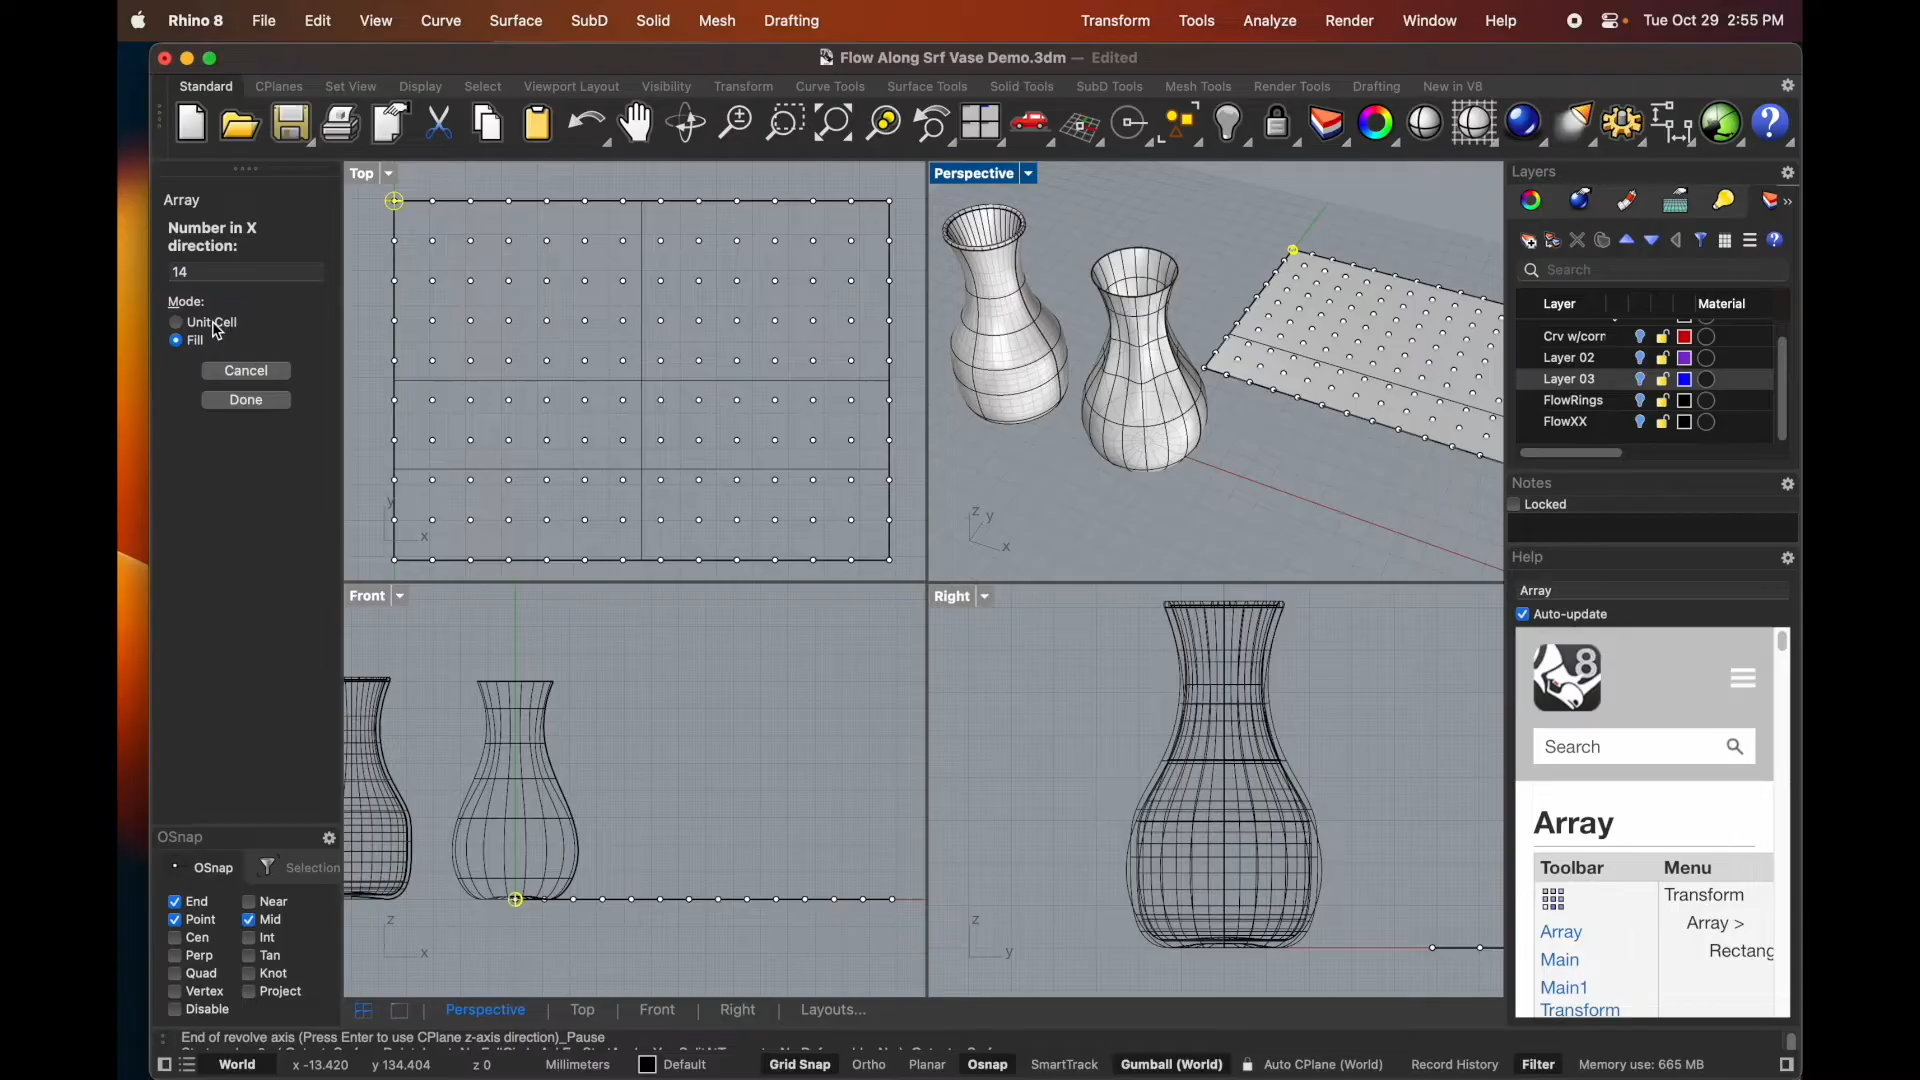 Rhino 8 File Edit View Curve Surface SubD Solid Mesh Drafting Transform Tools Analyze Render Window Help Tue Oct 29 2:55 PM
Flow Along Srf Vase Demo.3dm — Edited
Standard CPlanes Set View Display Select Viewport Layout Visibility Transform Curve Tools Surface Tools Solid Tools SubD Tools Mesh Tools Render Tools Drafting New in V8
Array
Number in X
direction:
14
Mode:
Unit Cell
Fill
Cancel
Done
Top
y
x
Perspective
z
y
x
Front
z
x
Right
z
y
Layers
Search
Layer Material
Crv w/corn
Layer 02
Layer 03
FlowRings
FlowXX
Notes
Locked
Help
Array
Auto-update
8
Search
Array
Toolbar Menu
Transform
Array >
Rectang
Array
Main
Main1
Transform
OSnap
OSnap Selection
End Near
Point Mid
Cen Int
Perp Tan
Quad Knot
Vertex Project
Disable
Perspective Top Front Right Layouts...
End of revolve axis (Press Enter to use CPlane z-axis direction)_Pause
World x -13.420 y 134.404 z 0 Millimeters Default Grid Snap Ortho Planar Osnap SmartTrack Gumball (World) Auto CPlane (World) Record History Filter Memory use: 665 MB